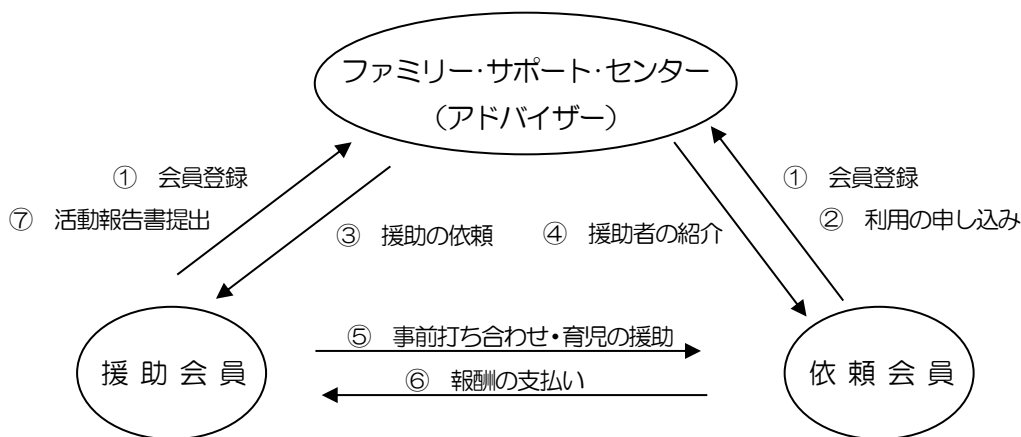 ファミリー・サポート・センター
（アドバイザー）
① 会員登録
⑦ 活動報告書提出
③ 援助の依頼
④ 援助者の紹介
① 会員登録
② 利用の申し込み
援助会員
⑤ 事前打ち合わせ・育児の援助
⑥ 報酬の支払い
依頼会員